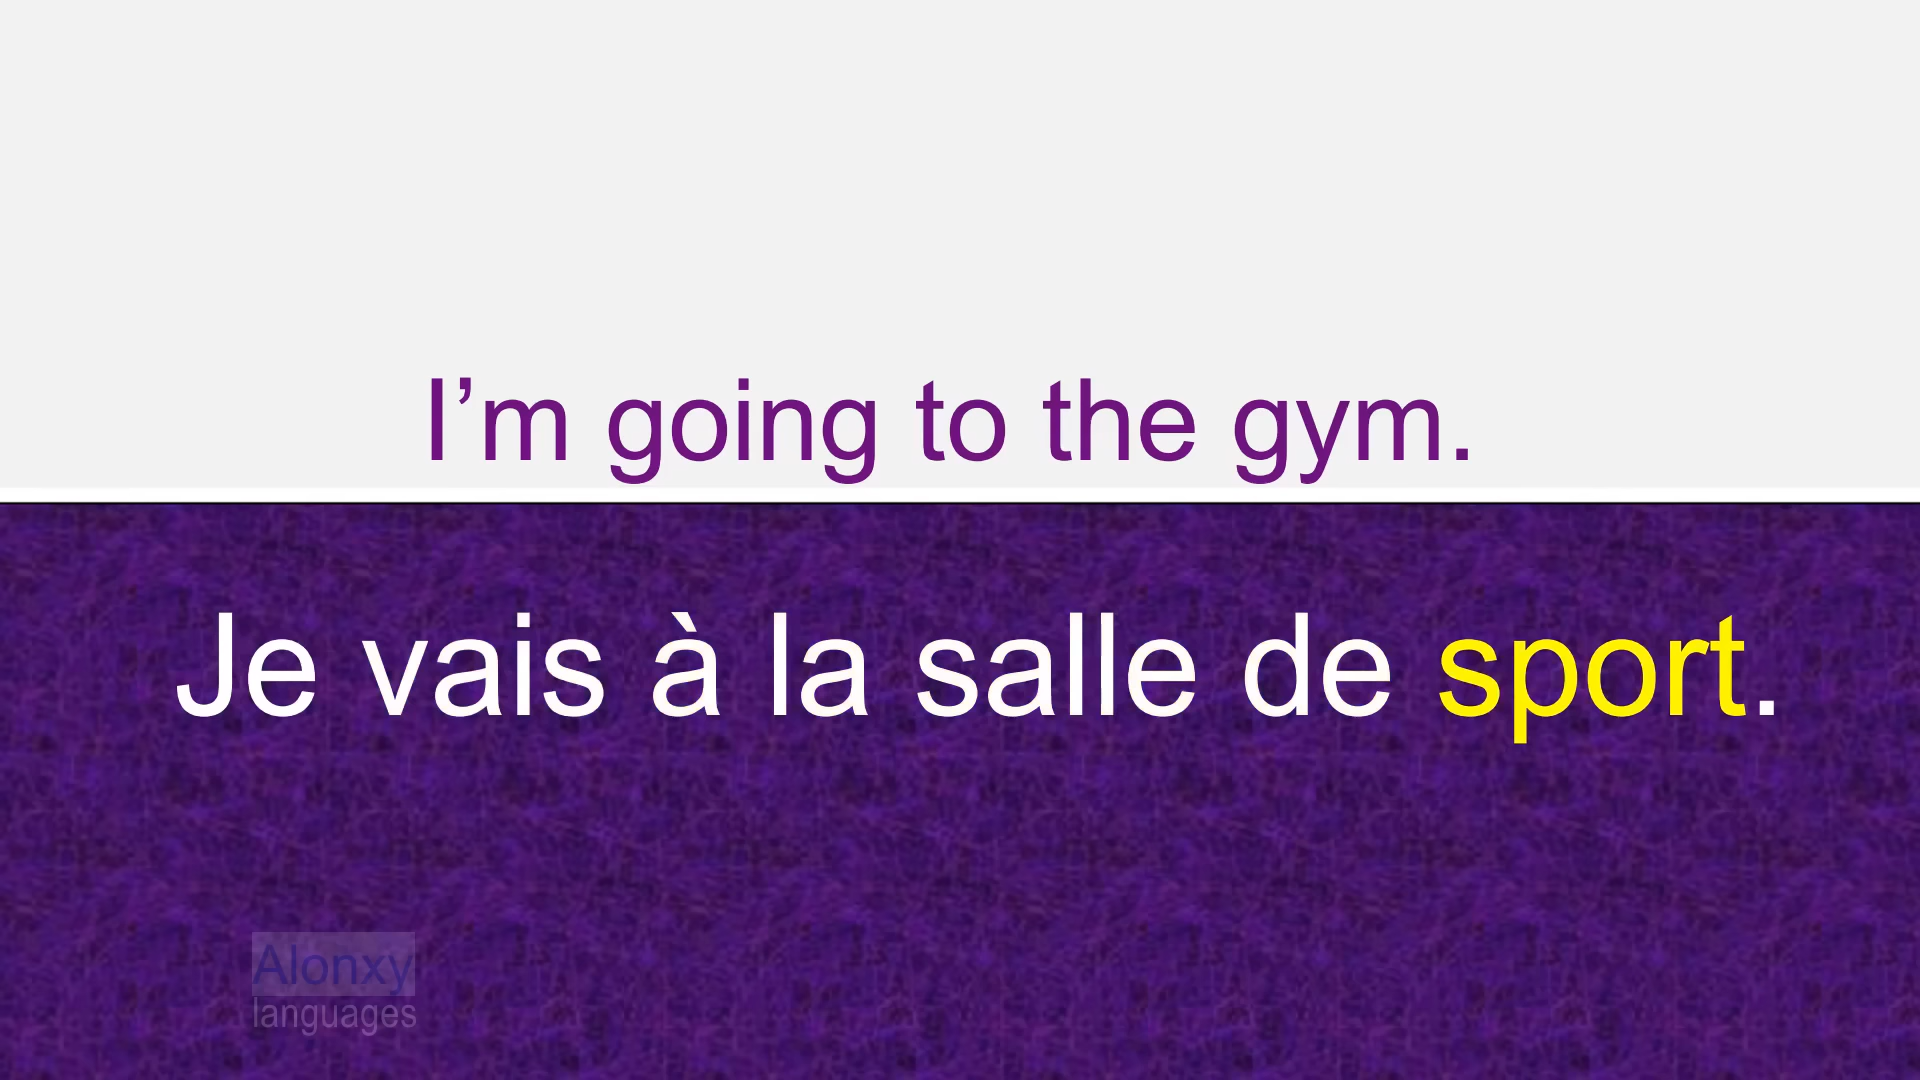 I’m going to the gym.
Je vais à la salle de sport.
Alonxy
languages